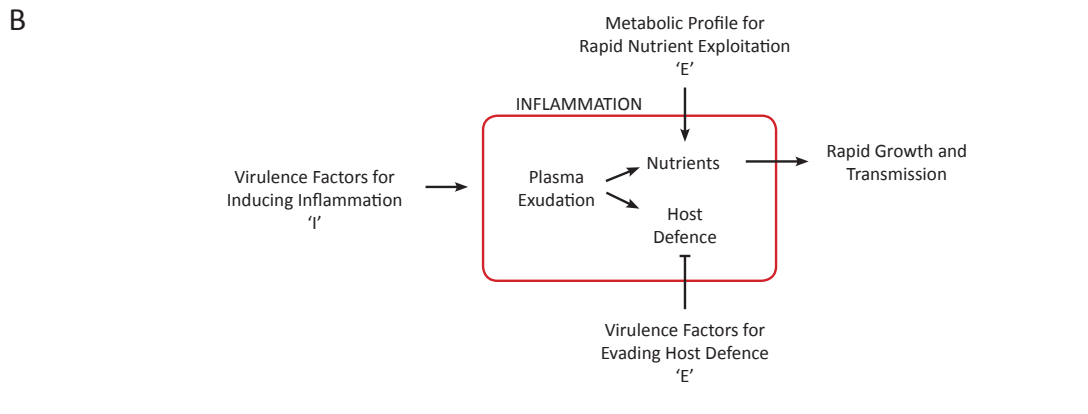 B
Metabolic Profile for
Rapid Nutrient Exploitation
‘E’
INFLAMMATION
Virulence Factors for
Inducing Inflammation
‘I’
Plasma
Exudation
Nutrients
Host
Defence
Rapid Growth and
Transmission
Virulence Factors for
Evading Host Defence
‘E’